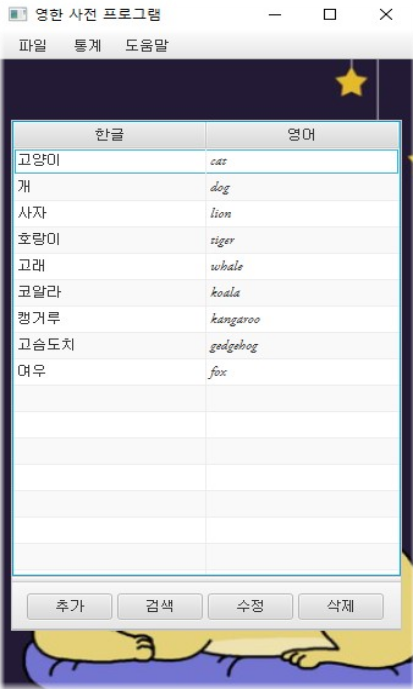 영한 사전 프로그램
파일 통계 도움말
한글 영어
고양이 cat
개 dog
사자 lion
호랑이 tiger
고래 whale
코알라 koala
캥거루 kangaroo
고슴도치 gedgehog
여우 fox
추가 검색 수정 삭제